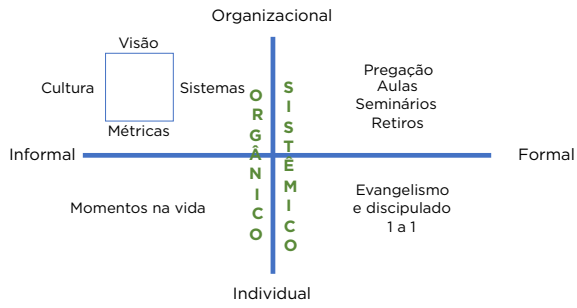 Organizacional
Visão
Cultura
Sistemas
Métricas
Pregação
Aulas
Seminários
Retiros
ORGÂNICO
SISTÊMICO
Informal
Formal
Momentos na vida
Evangelismo
e discipulado
1 a 1
Individual